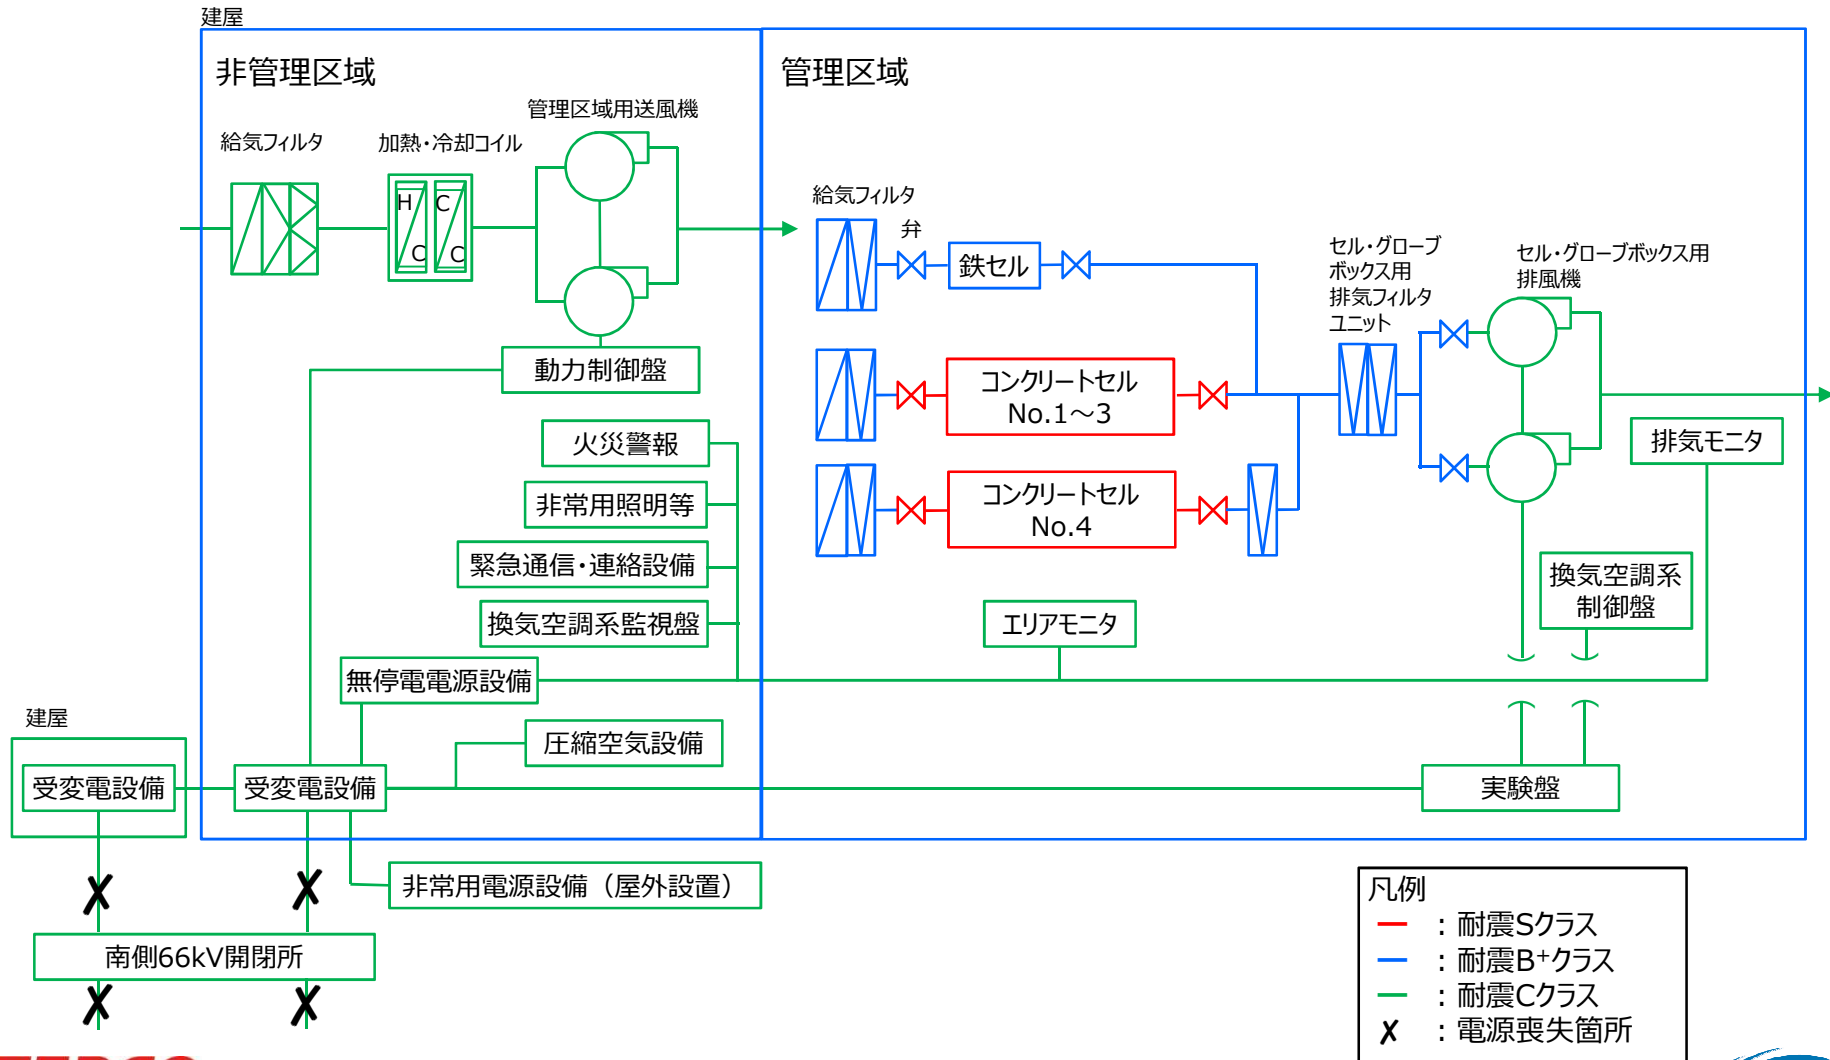 建屋
非管理区域
管理区域
管理区域用送風機
給気フィルタ
加熱・冷却コイル
H
C
C
C
給気フィルタ
弁
鉄セル
セル・グローブ
ボックス用
排気フィルタ
ユニット
セル・グローブボックス用
排風機
動力制御盤
コンクリートセル
No.1～3
火災警報
排気モニタ
非常用照明等
コンクリートセル
No.4
緊急通信・連絡設備
換気空調系
制御盤
換気空調系監視盤
エリアモニタ
無停電電源設備
建屋
圧縮空気設備
受変電設備
受変電設備
実験盤
非常用電源設備（屋外設置）
南側66kV開閉所
凡例
：耐震Sクラス
：耐震B+クラス
：耐震Cクラス
✗：電源喪失箇所